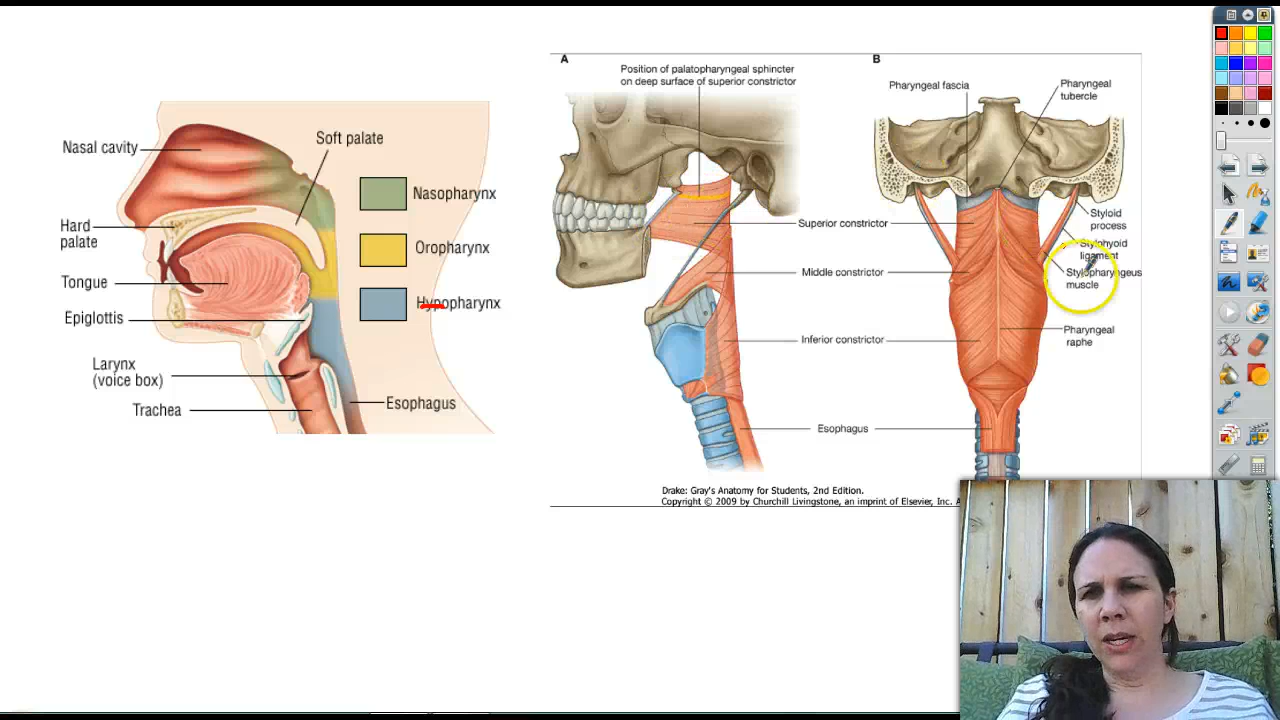 Nasal cavity
Soft palate
Nasopharynx
Hard
palate
Oropharynx
Tongue
Hypopharynx
Epiglottis
Larynx
(voice box)
Trachea
Esophagus
A
Position of palatopharyngeal sphincter
on deep surface of superior constrictor
B
Pharyngeal fascia
Pharyngeal
tubercle
Superior constrictor
Styloid
process
Stylohyoid
ligament
Middle constrictor
Stylopharyngeus
muscle
Inferior constrictor
Pharyngeal
raphe
Esophagus
Drake: Gray's Anatomy for Students, 2nd Edition.
Copyright © 2009 by Churchill Livingstone, an imprint of Elsevier, Inc. A